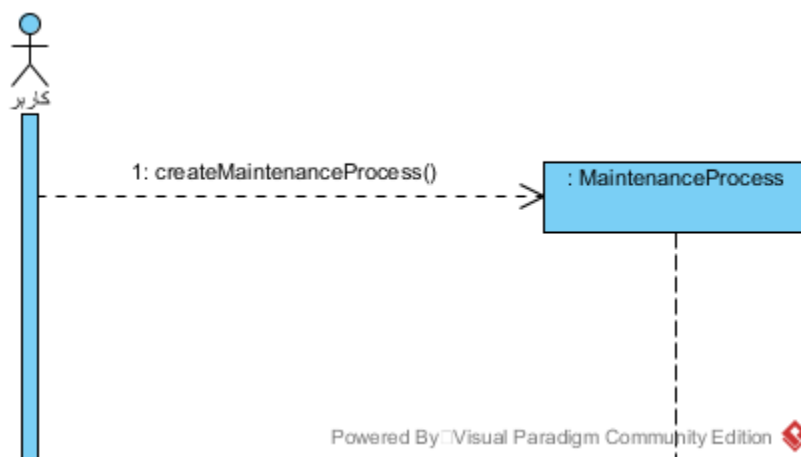 کاربر
1: createMaintenanceProcess()
: MaintenanceProcess
Powered By Visual Paradigm Community Edition